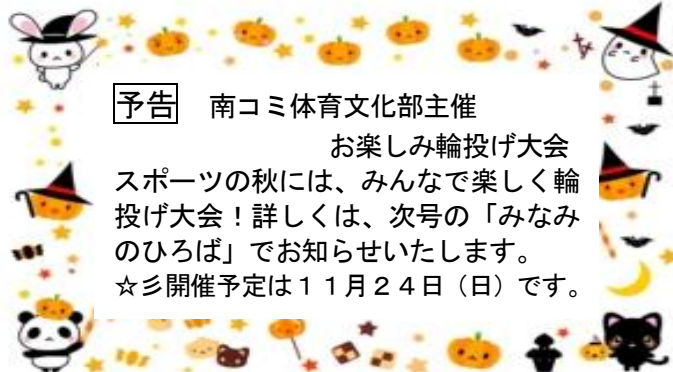 予告 南コミ体育文化部主催
お楽しみ輪投げ大会
スポーツの秋には、みんなで楽しく輪
投げ大会！詳しくは、次号の「みなみ
のひろば」でお知らせいたします。
☆彡開催予定は１１月２４日（日）です。